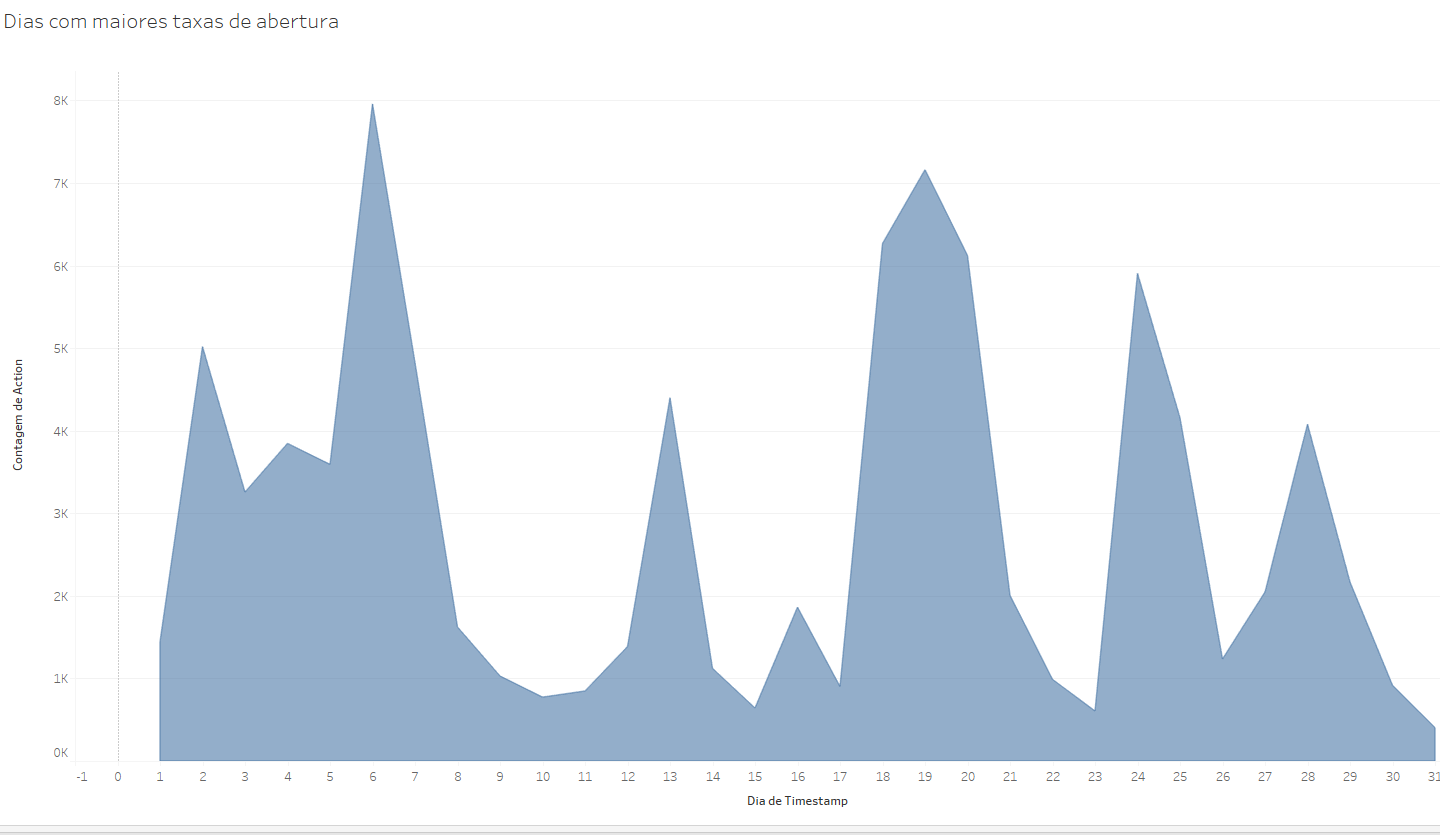 Dias com maiores taxas de abertura
8K
7K
6K
5K
4K
3K
2K
1K
0K
Contagem de Action
-1 0 1 2 3 4 5 6 7 8 9 10 11 12 13 14 15 16 17 18 19 20 21 22 23 24 25 26 27 28 29 30 31
Dia de Timestamp